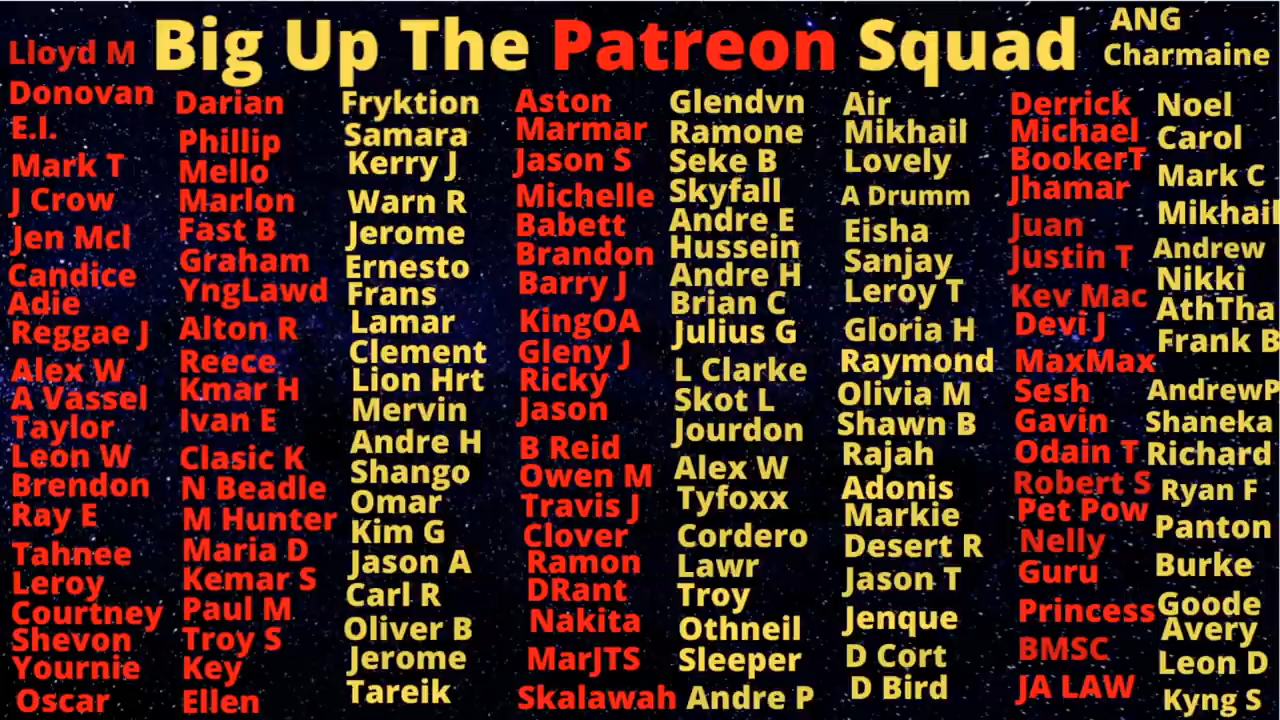 Big Up The Patreon Squad
Lloyd M
Donovan
E.I.
Mark T
J Crow
Jen Mcl
Candice
Adie
Reggae J
Alex W
A Vassel
Taylor
Leon W
Brendon
Ray E
Tahnee
Leroy
Courtney
Shevon
Yournie
Oscar
Darian
Phillip
Mello
Marlon
Fast B
Graham
YngLawd
Alton R
Reece
Kmar H
Ivan E
Clasic K
N Beadle
M Hunter
Maria D
Kemar S
Paul M
Troy S
Key
Ellen
Fryktion
Samara
Kerry J
Warn R
Jerome
Ernesto
Frans
Lamar
Clement
Lion Hrt
Mervin
Andre H
Shango
Omar
Kim G
Jason A
Carl R
Oliver B
Jerome
Tareik
Aston
Marmar
Jason S
Michelle
Babett
Brandon
Barry J
KingOA
Gleny J
Ricky
Jason
B Reid
Owen M
Travis J
Clover
Ramon
DRant
Nakita
MarJTS
Skalawah
Glendvn
Ramone
Seke B
Skyfall
Andre E
Hussein
Andre H
Brian C
Julius G
L Clarke
Skot L
Jourdon
Alex W
Tyfoxx
Cordero
Lawr
Troy
Othneil
Sleeper
Andre P
Air
Mikhail
Lovely
A Drumm
Eisha
Sanjay
Leroy T
Gloria H
Raymond
Olivia M
Shawn B
Rajah
Adonis
Markie
Desert R
Jason T
Jenque
D Cort
D Bird
Derrick
Michael
BookerT
Jhamar
Juan
Justin T
Kev Mac
Devi J
MaxMax
Sesh
Gavin
Odain T
Robert S
Pet Pow
Nelly
Guru
Princess
BMSC
JA LAW
ANG
Charmaine
Noel
Carol
Mark C
Mikhail
Andrew
Nikki
AthTha
Frank B
AndrewP
Shaneka
Richard
Ryan F
Panton
Burke
Goode
Avery
Leon D
Kyng S